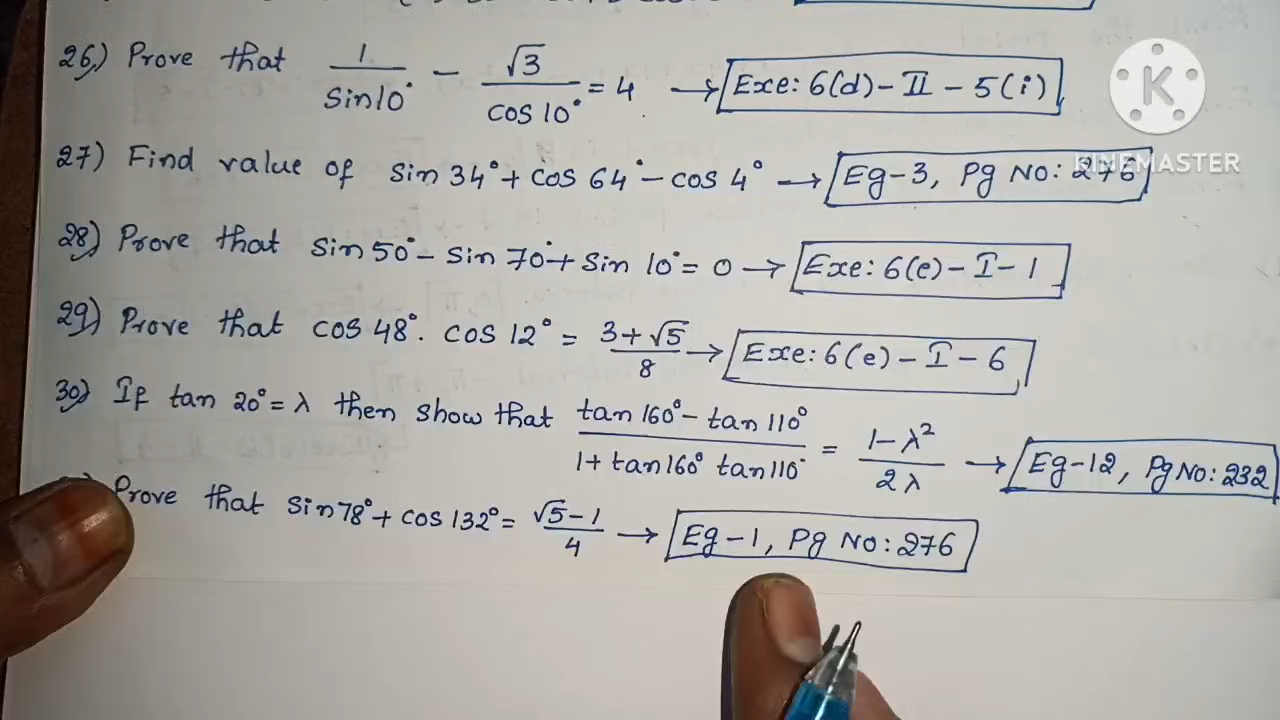 26) Prove that 1/sin10° - √3/cos 10° = 4 → Exe: 6(d)-II-5(i)
K
KINEMASTER
27) Find value of sin 34° + cos 64° - cos 4° → Eg-3, Pg No: 276
28) Prove that sin 50° - sin 70° + sin 10° = 0 → Exe: 6(e)-I-1
29) Prove that cos 48°. cos 12° = (3+√5)/8 → Exe: 6(e)-I-6
30) If tan 20° = λ then show that (tan 160° - tan 110°)/(1+ tan 160° tan 110°) = (1-λ²)/(2λ) → Eg-12, Pg No: 232
Prove that sin 78° + cos 132° = (√5-1)/4 → Eg-1, Pg No: 276